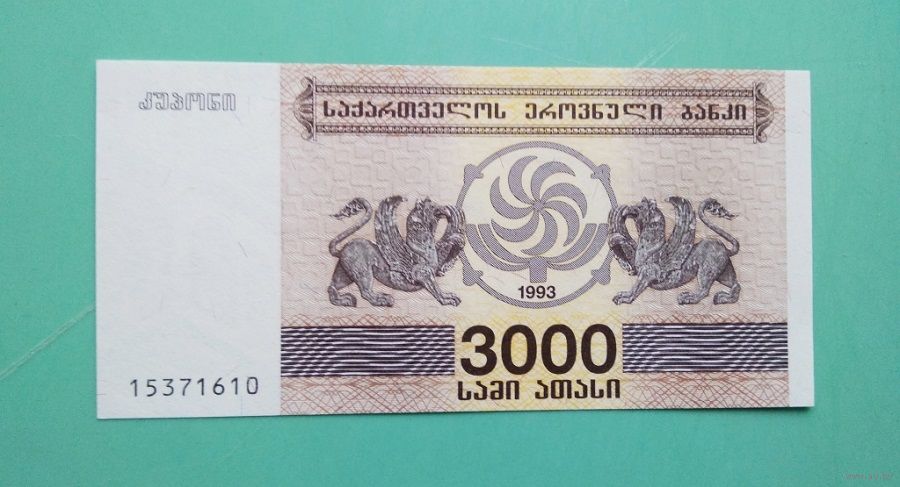 კუპონი
საქართველოს ეროვნული ბანკი
1993
3000
სამი ათასი
15371610